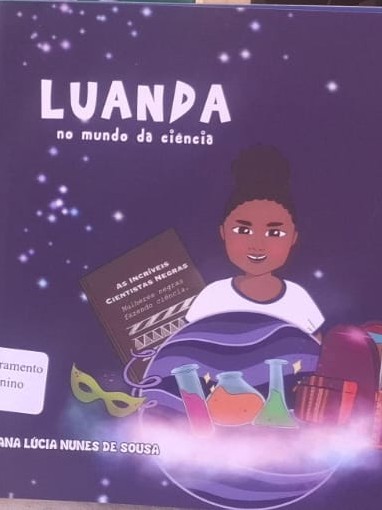 LUANDA
no mundo da ciência
As Incríveis
Cientistas Negras
Mulheres negras
fazendo ciência.
ramento
nino
ANA LÚCIA NUNES DE SOUSA